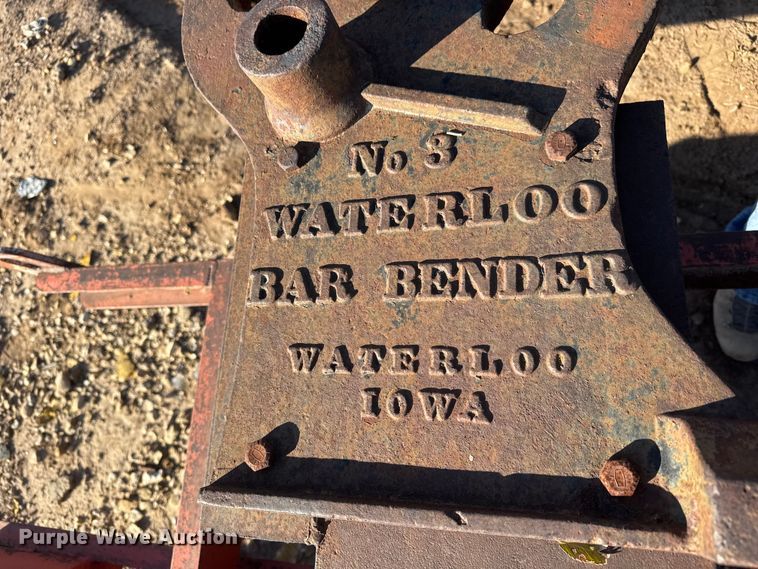 No 3
WATERLOO
BAR BENDER
WATERLOO
IOWA
Purple Wave Auction